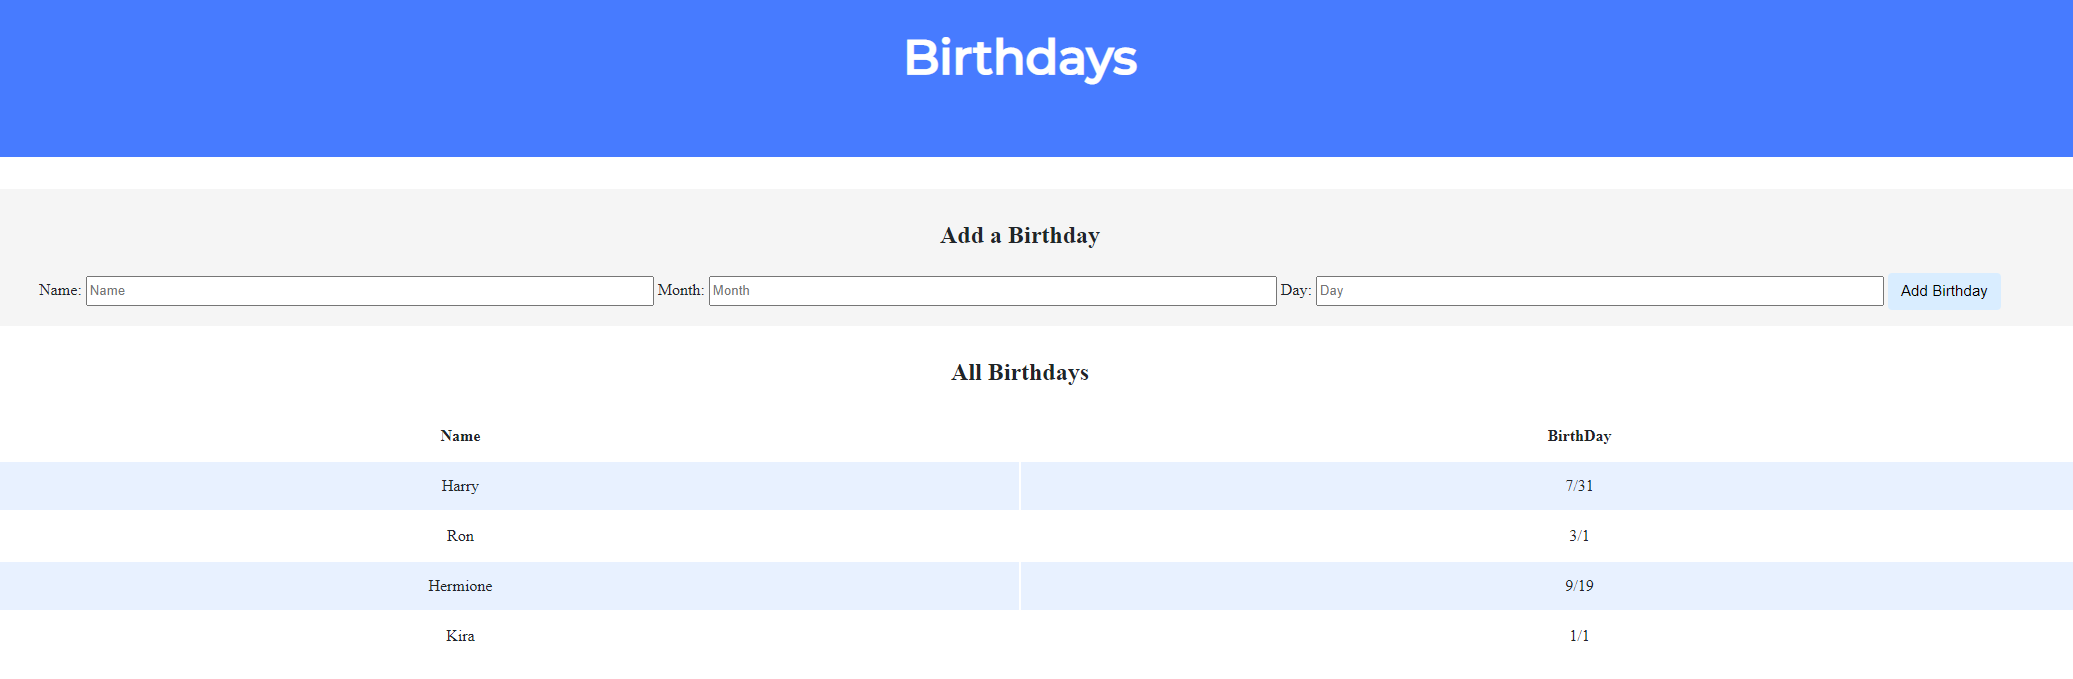 Birthdays
Add a Birthday
Name: Name Month: Month Day: Day Add Birthday
All Birthdays
Name BirthDay
Harry 7/31
Ron 3/1
Hermione 9/19
Kira 1/1